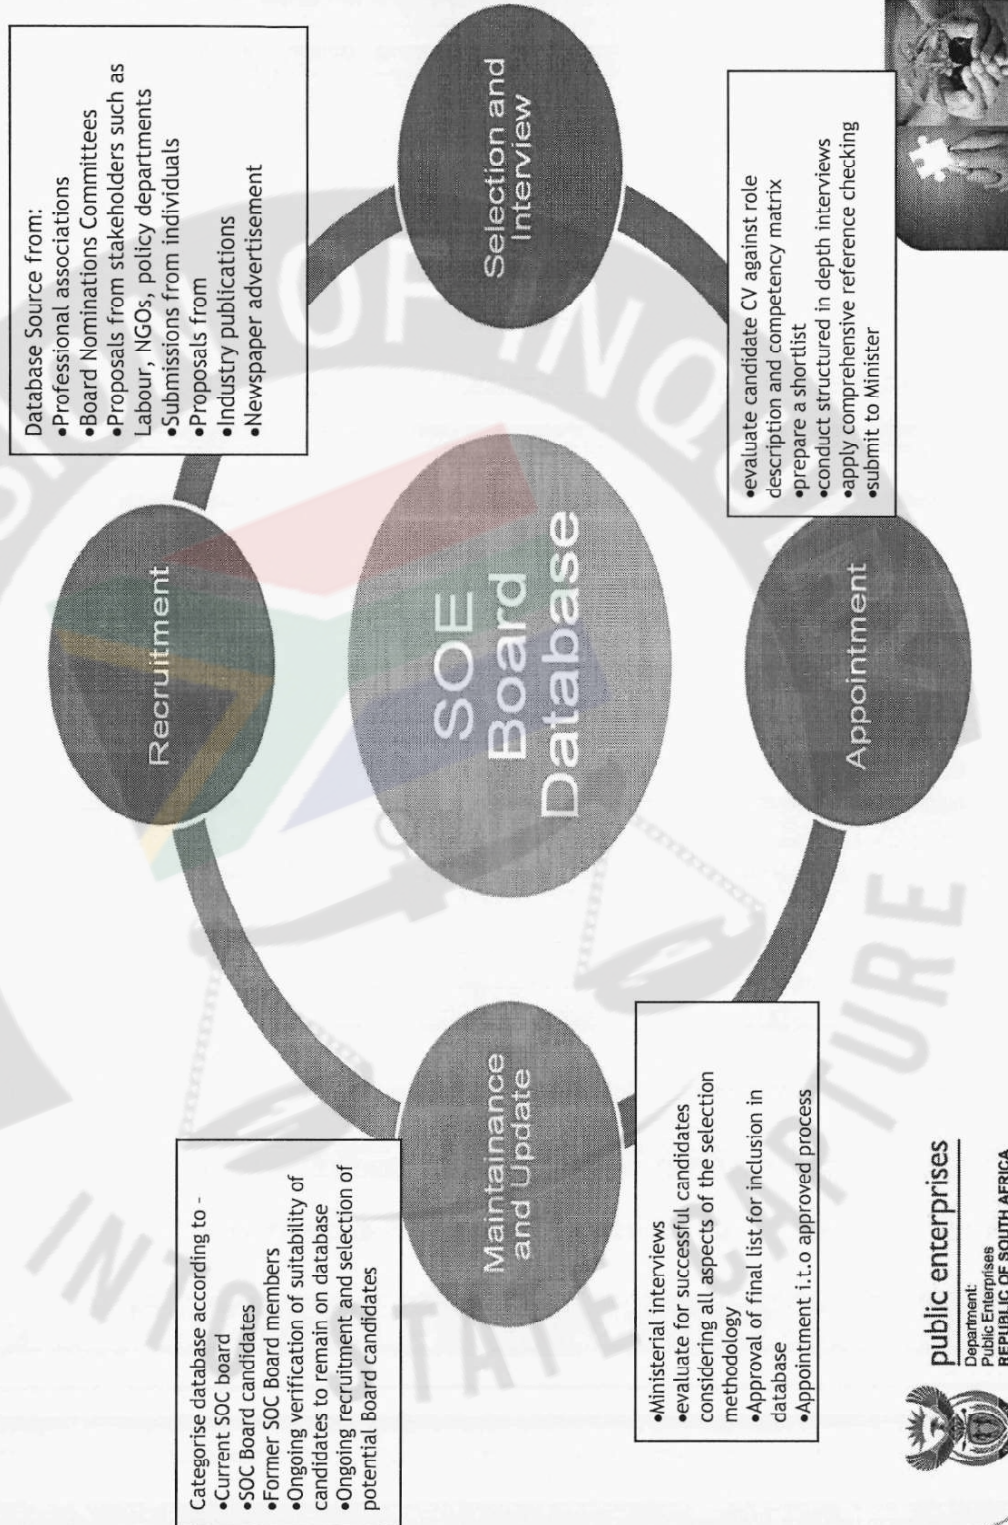 Recruitment
Database Source from:
•Professional associations
•Board Nominations Committees
•Proposals from stakeholders such as
Labour, NGOs, policy departments
•Submissions from individuals
•Proposals from
•Industry publications
•Newspaper advertisement
Selection and
Interview
•evaluate candidate CV against role
description and competency matrix
•prepare a shortlist
•conduct structured in depth interviews
•apply comprehensive reference checking
•submit to Minister
Appointment
•Ministerial interviews
•evaluate for successful candidates
considering all aspects of the selection
methodology
•Approval of final list for inclusion in
database
•Appointment i.t.o approved process
Maintainance
and Update
Categorise database according to -
•Current SOC board
•SOC Board candidates
•Former SOC Board members
•Ongoing verification of suitability of
candidates to remain on database
•Ongoing recruitment and selection of
potential Board candidates
SOE
Board
Database
public enterprises
Department:
Public Enterprises
REPUBLIC OF SOUTH AFRICA
OF INQ
INTO STATE CAPTURE